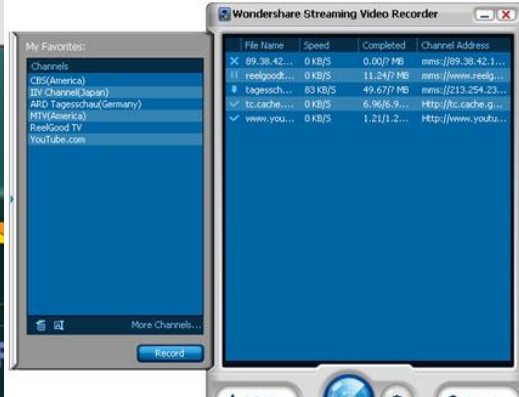 Wondershare Streaming Video Recorder
My Favorites:
Channels
CBS(America)
IIV Channel(Japan)
ARD Tagesschau(Germany)
MTV(America)
ReelGood TV
YouTube.com
More Channels...
Record
File Name Speed Completed Channel Address
89.38.42... 0 KB/S 0.00/? MB mms://89.38.42.1...
reelgoodt... 0 KB/S 11.24/? MB mms://www.reelg...
tagessch... 83 KB/S 49.67/? MB mms://213.254.23...
tc.cache.... 0 KB/S 6.96/6.9... Http://tc.cache.g...
www.you... 0 KB/S 1.21/1.2... Http://www.youtu...